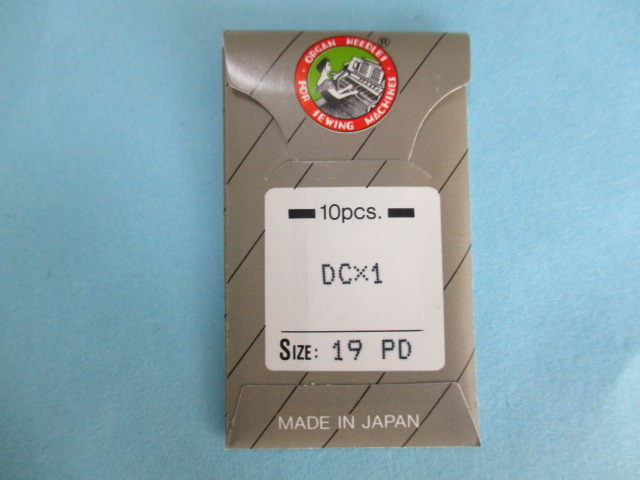 · ORGAN NEEDLES ·
®
FOR SEWING MACHINES
10pcs.
DC×1
SIZE: 19 PD
MADE IN JAPAN